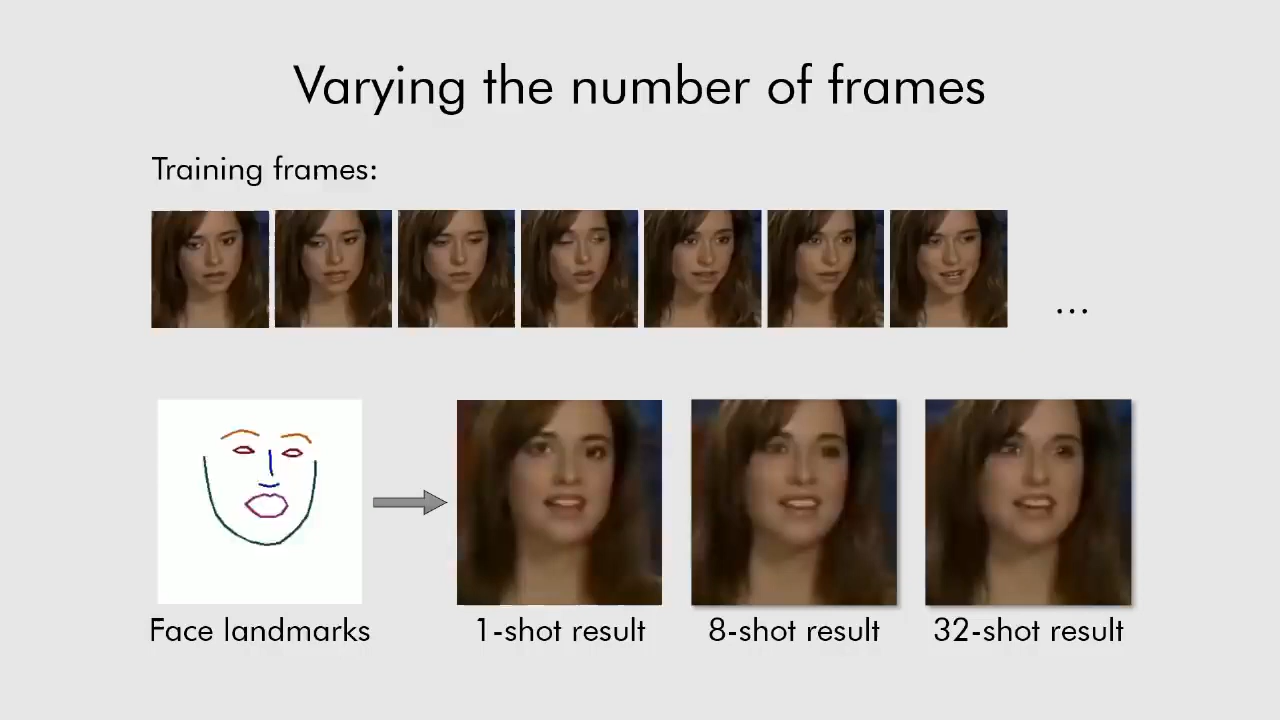 Varying the number of frames
Training frames:
...
Face landmarks
1-shot result
8-shot result
32-shot result